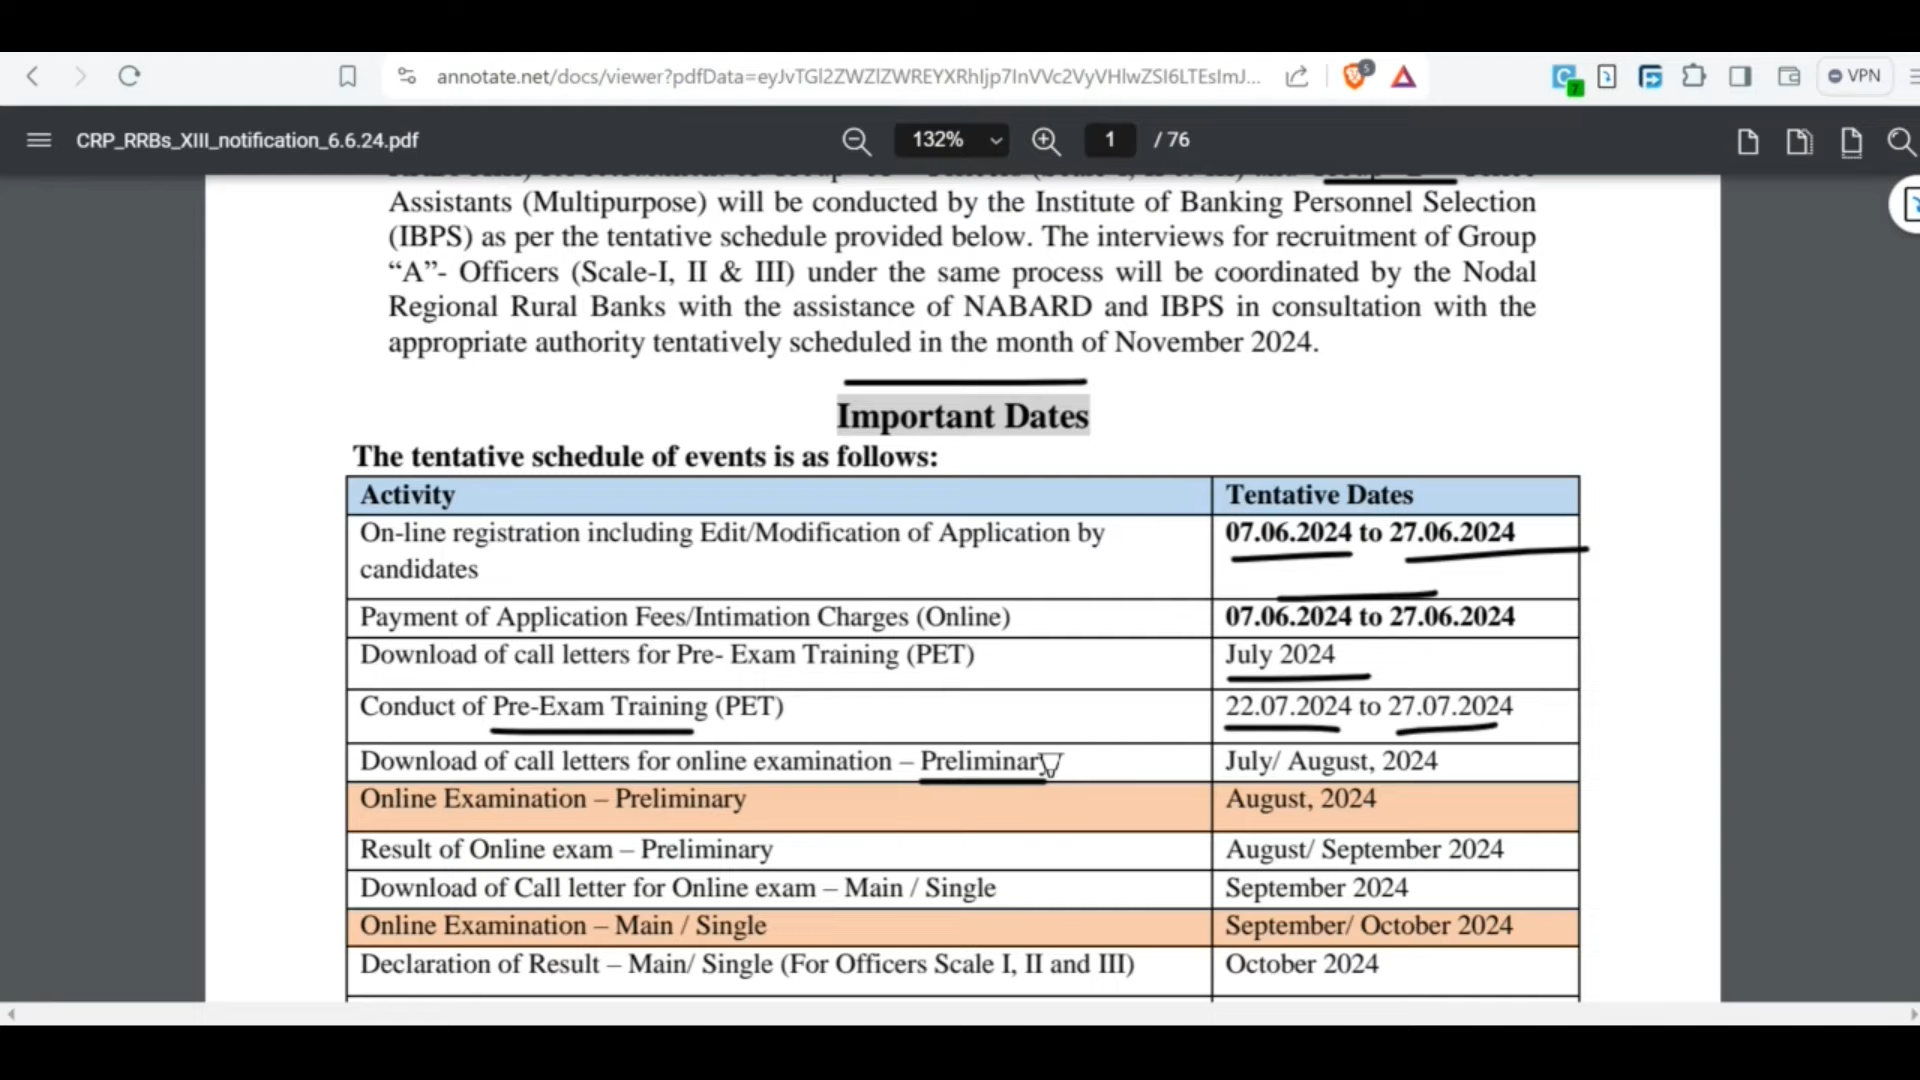 annotate.net/docs/viewer?pdfData=eyJvTGl2ZWZlZWREYXRhIjp7InVVc2VyVHlwZSI6LTEsImJ...
5
7
VPN
CRP_RRBs_XIII_notification_6.6.24.pdf
132%
1 / 76
Assistants (Multipurpose) will be conducted by the Institute of Banking Personnel Selection
(IBPS) as per the tentative schedule provided below. The interviews for recruitment of Group
“A”- Officers (Scale-I, II & III) under the same process will be coordinated by the Nodal
Regional Rural Banks with the assistance of NABARD and IBPS in consultation with the
appropriate authority tentatively scheduled in the month of November 2024.
Important Dates
The tentative schedule of events is as follows:
Activity Tentative Dates
On-line registration including Edit/Modification of Application by 07.06.2024 to 27.06.2024
candidates
Payment of Application Fees/Intimation Charges (Online) 07.06.2024 to 27.06.2024
Download of call letters for Pre- Exam Training (PET) July 2024
Conduct of Pre-Exam Training (PET) 22.07.2024 to 27.07.2024
Download of call letters for online examination – Preliminary July/ August, 2024
Online Examination – Preliminary August, 2024
Result of Online exam – Preliminary August/ September 2024
Download of Call letter for Online exam – Main / Single September 2024
Online Examination – Main / Single September/ October 2024
Declaration of Result – Main/ Single (For Officers Scale I, II and III) October 2024